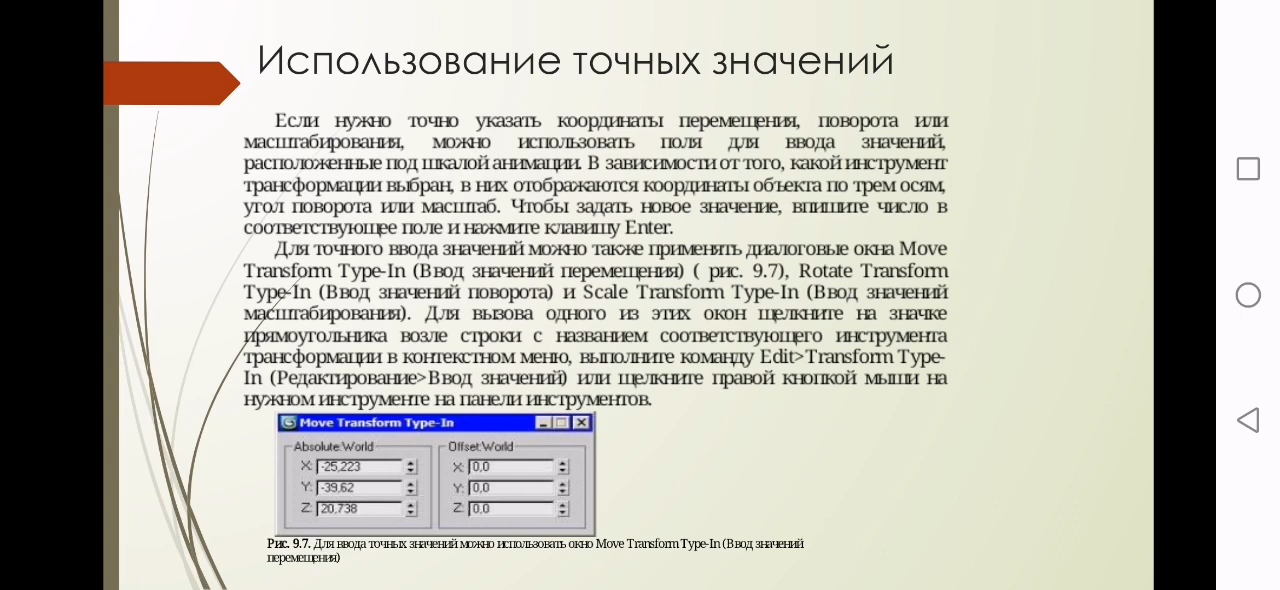 Использование точных значений
Если нужно точно указать координаты перемещения, поворота или
масштабирования, можно использовать поля для ввода значений,
расположенные под шкалой анимации. В зависимости от того, какой инструмент
трансформации выбран, в них отображаются координаты объекта по трем осям,
угол поворота или масштаб. Чтобы задать новое значение, впишите число в
соответствующее поле и нажмите клавишу Enter.
Для точного ввода значений можно также применять диалоговые окна Move
Transform Type-In (Ввод значений перемещения) ( рис. 9.7), Rotate Transform
Type-In (Ввод значений поворота) и Scale Transform Type-In (Ввод значений
масштабирования). Для вызова одного из этих окон щелкните на значке
прямоугольника возле строки с названием соответствующего инструмента
трансформации в контекстном меню, выполните команду Edit>Transform Type-
In (Редактирование>Ввод значений) или щелкните правой кнопкой мыши на
нужном инструменте на панели инструментов.
Move Transform Type-In
Absolute:World Offset:World
X: -25,223 X: 0,0
Y: -39,62 Y: 0,0
Z: 20,738 Z: 0,0
Рис. 9.7. Для ввода точных значений можно использовать окно Move Transform Type-In (Ввод значений
перемещения)